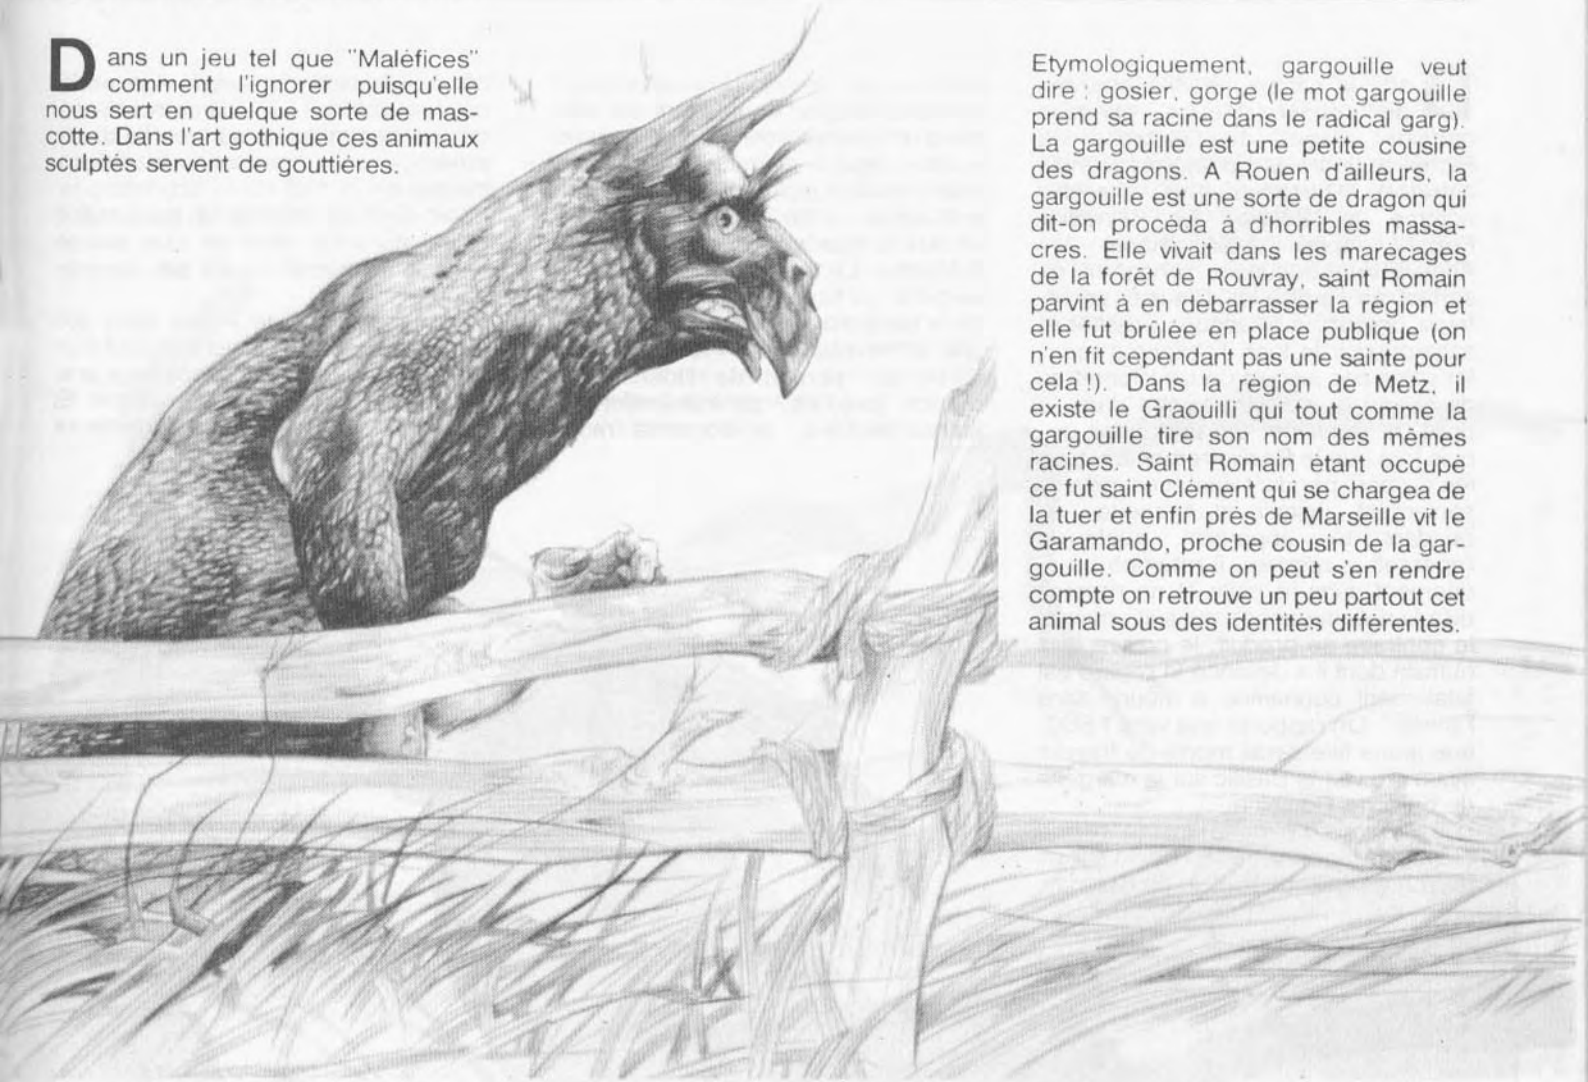 Dans un jeu tel que "Maléfices"
comment l'ignorer puisqu'elle
nous sert en quelque sorte de mas-
cotte. Dans l'art gothique ces animaux
sculptés servent de gouttières.
Etymologiquement, gargouille veut
dire : gosier, gorge (le mot gargouille
prend sa racine dans le radical garg).
La gargouille est une petite cousine
des dragons. A Rouen d'ailleurs, la
gargouille est une sorte de dragon qui
dit-on procéda à d'horribles massa-
cres. Elle vivait dans les marécages
de la forêt de Rouvray, saint Romain
parvint à en débarrasser la région et
elle fut brûlée en place publique (on
n'en fit cependant pas une sainte pour
cela !). Dans la région de Metz, il
existe le Graouilli qui tout comme la
gargouille tire son nom des mêmes
racines. Saint Romain étant occupé
ce fut saint Clément qui se chargea de
la tuer et enfin près de Marseille vit le
Garamando, proche cousin de la gar-
gouille. Comme on peut s'en rendre
compte on retrouve un peu partout cet
animal sous des identités différentes.